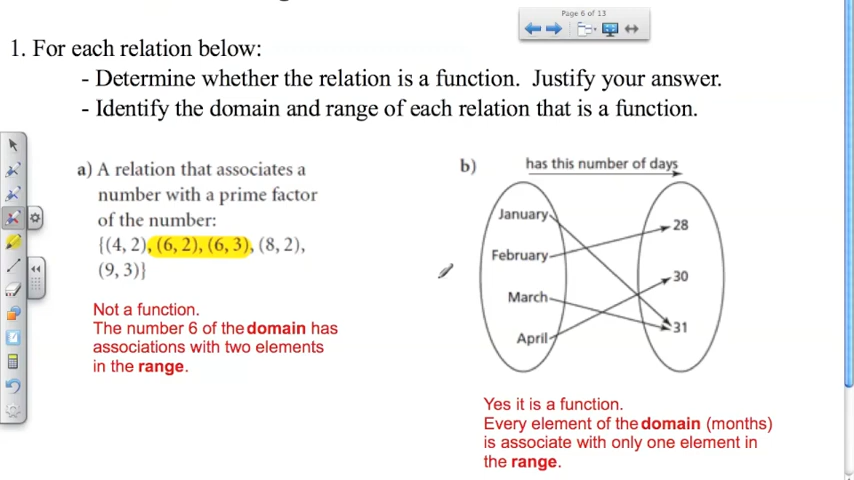 Page 6 of 13
1. For each relation below:
- Determine whether the relation is a function. Justify your answer.
- Identify the domain and range of each relation that is a function.
a) A relation that associates a
number with a prime factor
of the number:
{(4, 2), (6, 2), (6, 3), (8, 2),
(9, 3)}
Not a function.
The number 6 of the domain has
associations with two elements
in the range.
b) has this number of days
January
February
March
April
28
30
31
Yes it is a function.
Every element of the domain (months)
is associate with only one element in
the range.